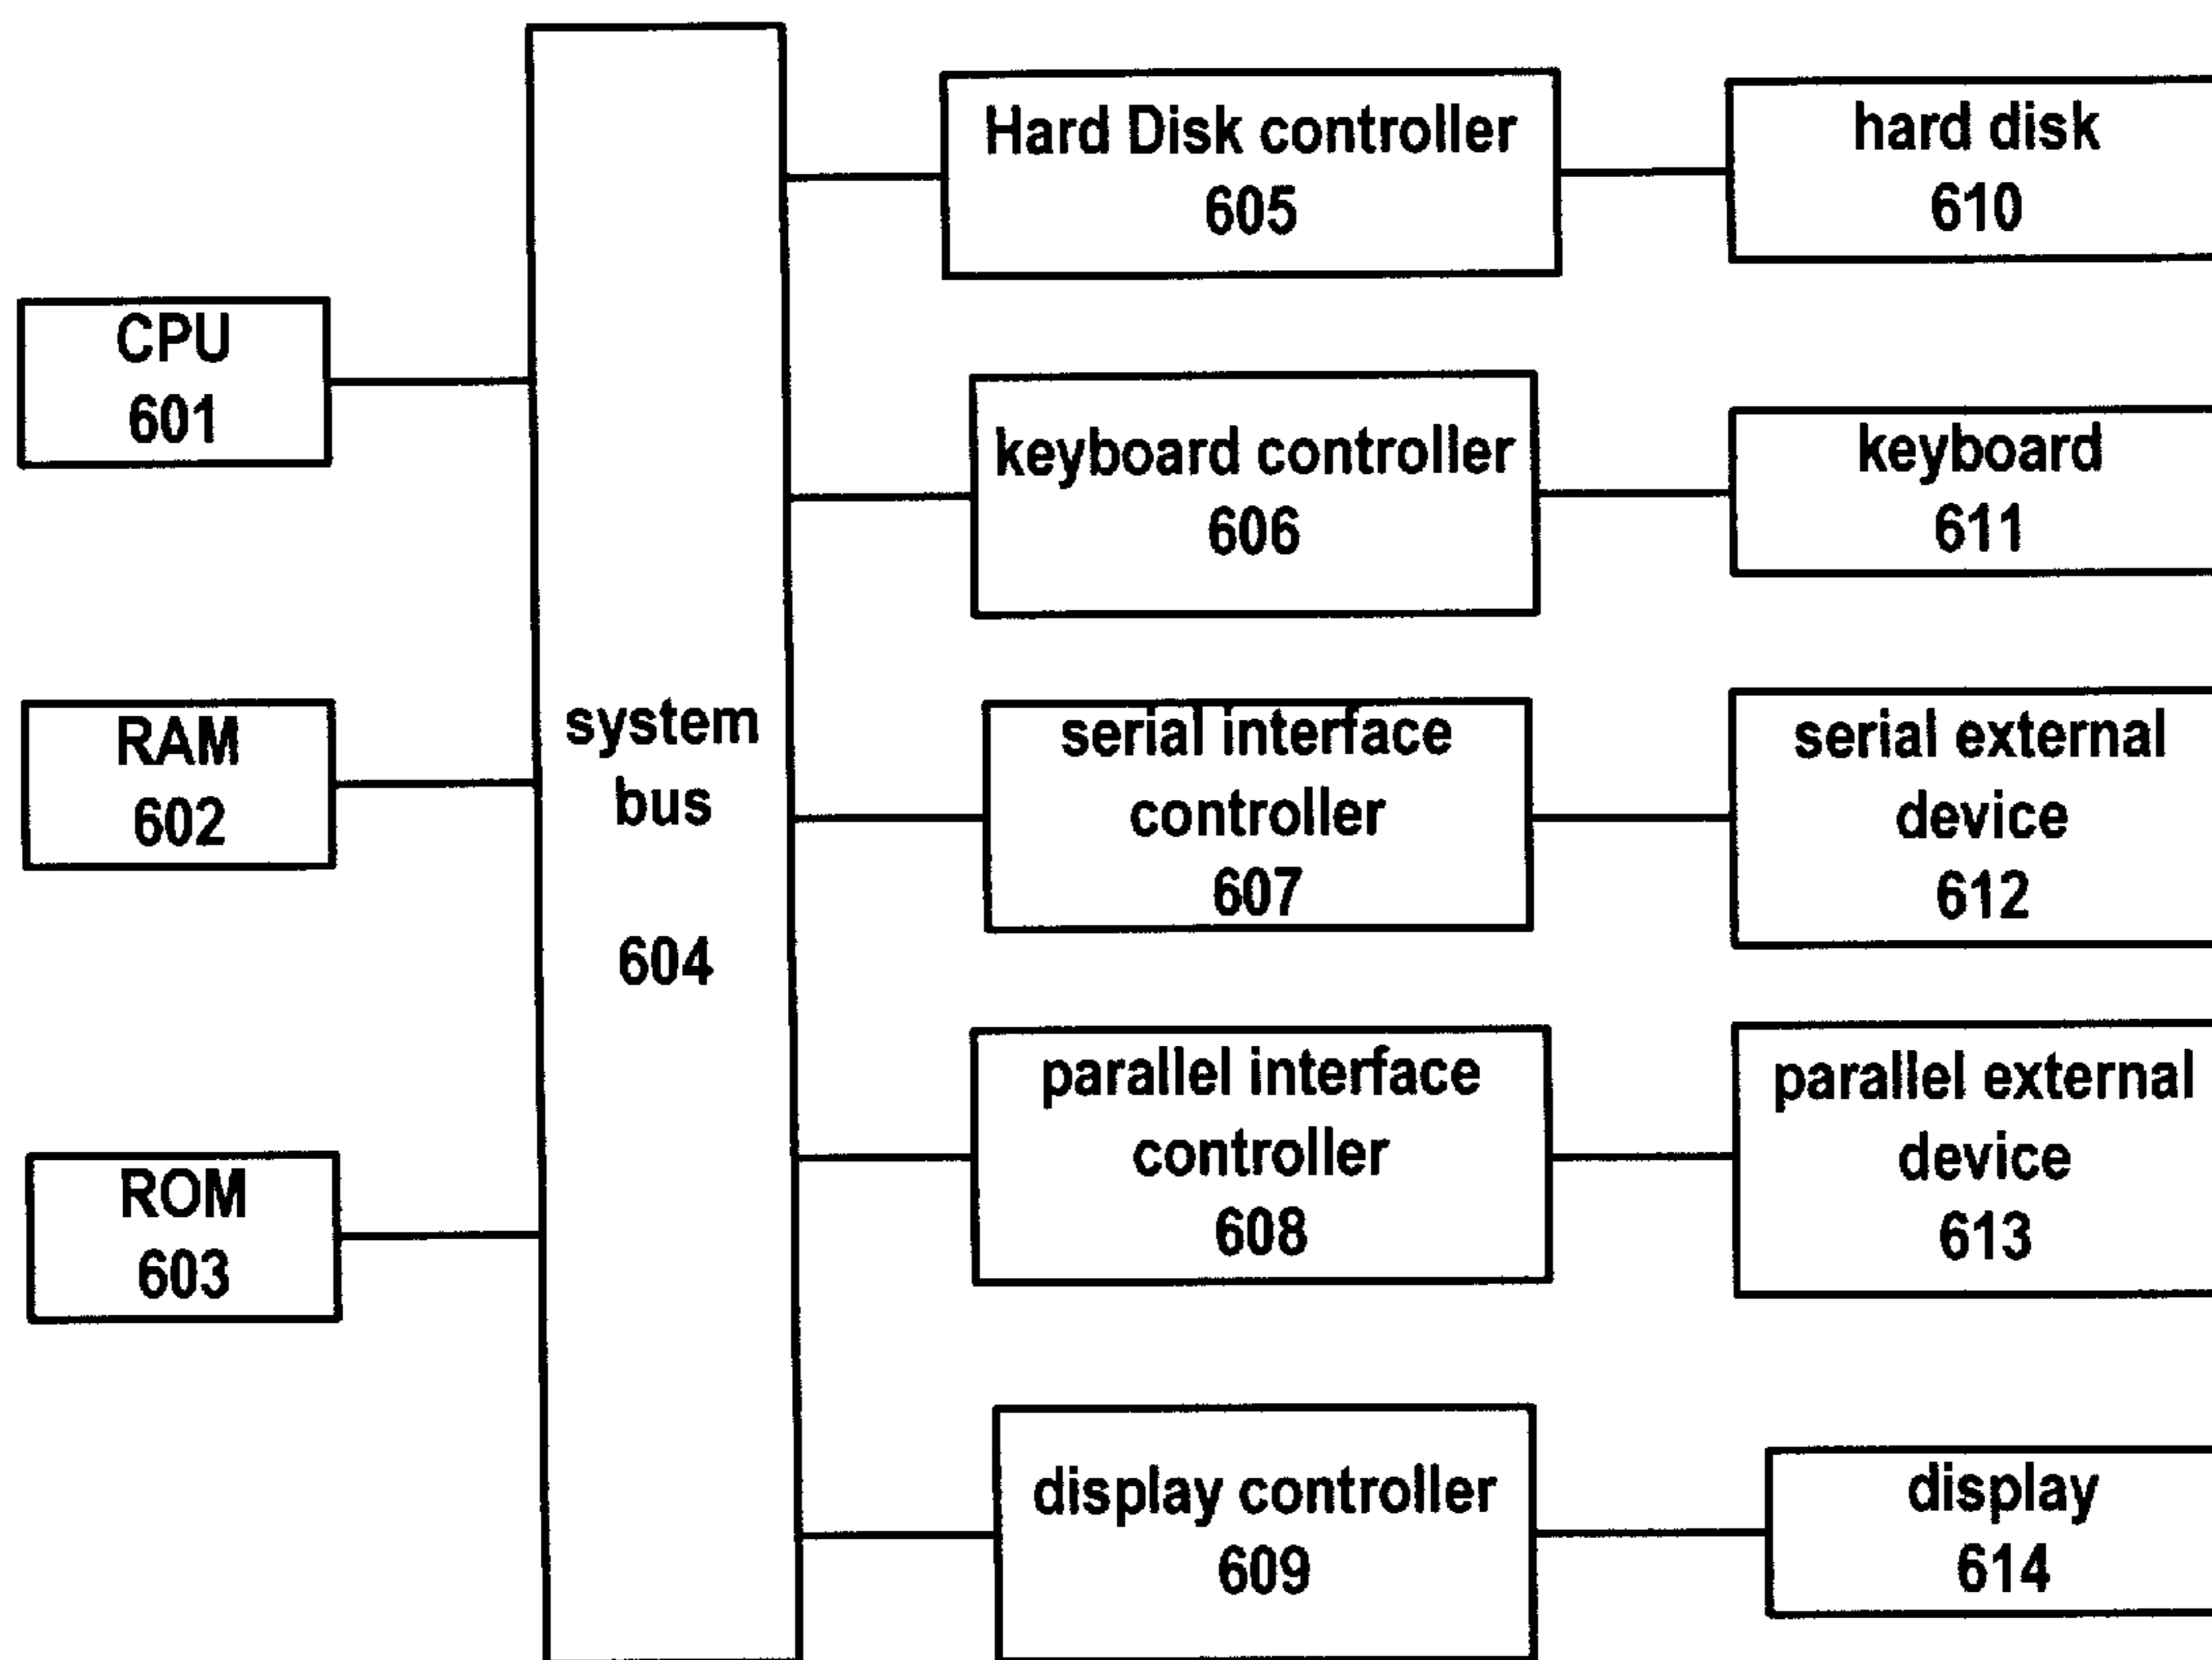 CPU
601
RAM
602
ROM
603
system
bus
604
Hard Disk controller
605
keyboard controller
606
serial interface
controller
607
parallel interface
controller
608
display controller
609
hard disk
610
keyboard
611
serial external
device
612
parallel external
device
613
display
614